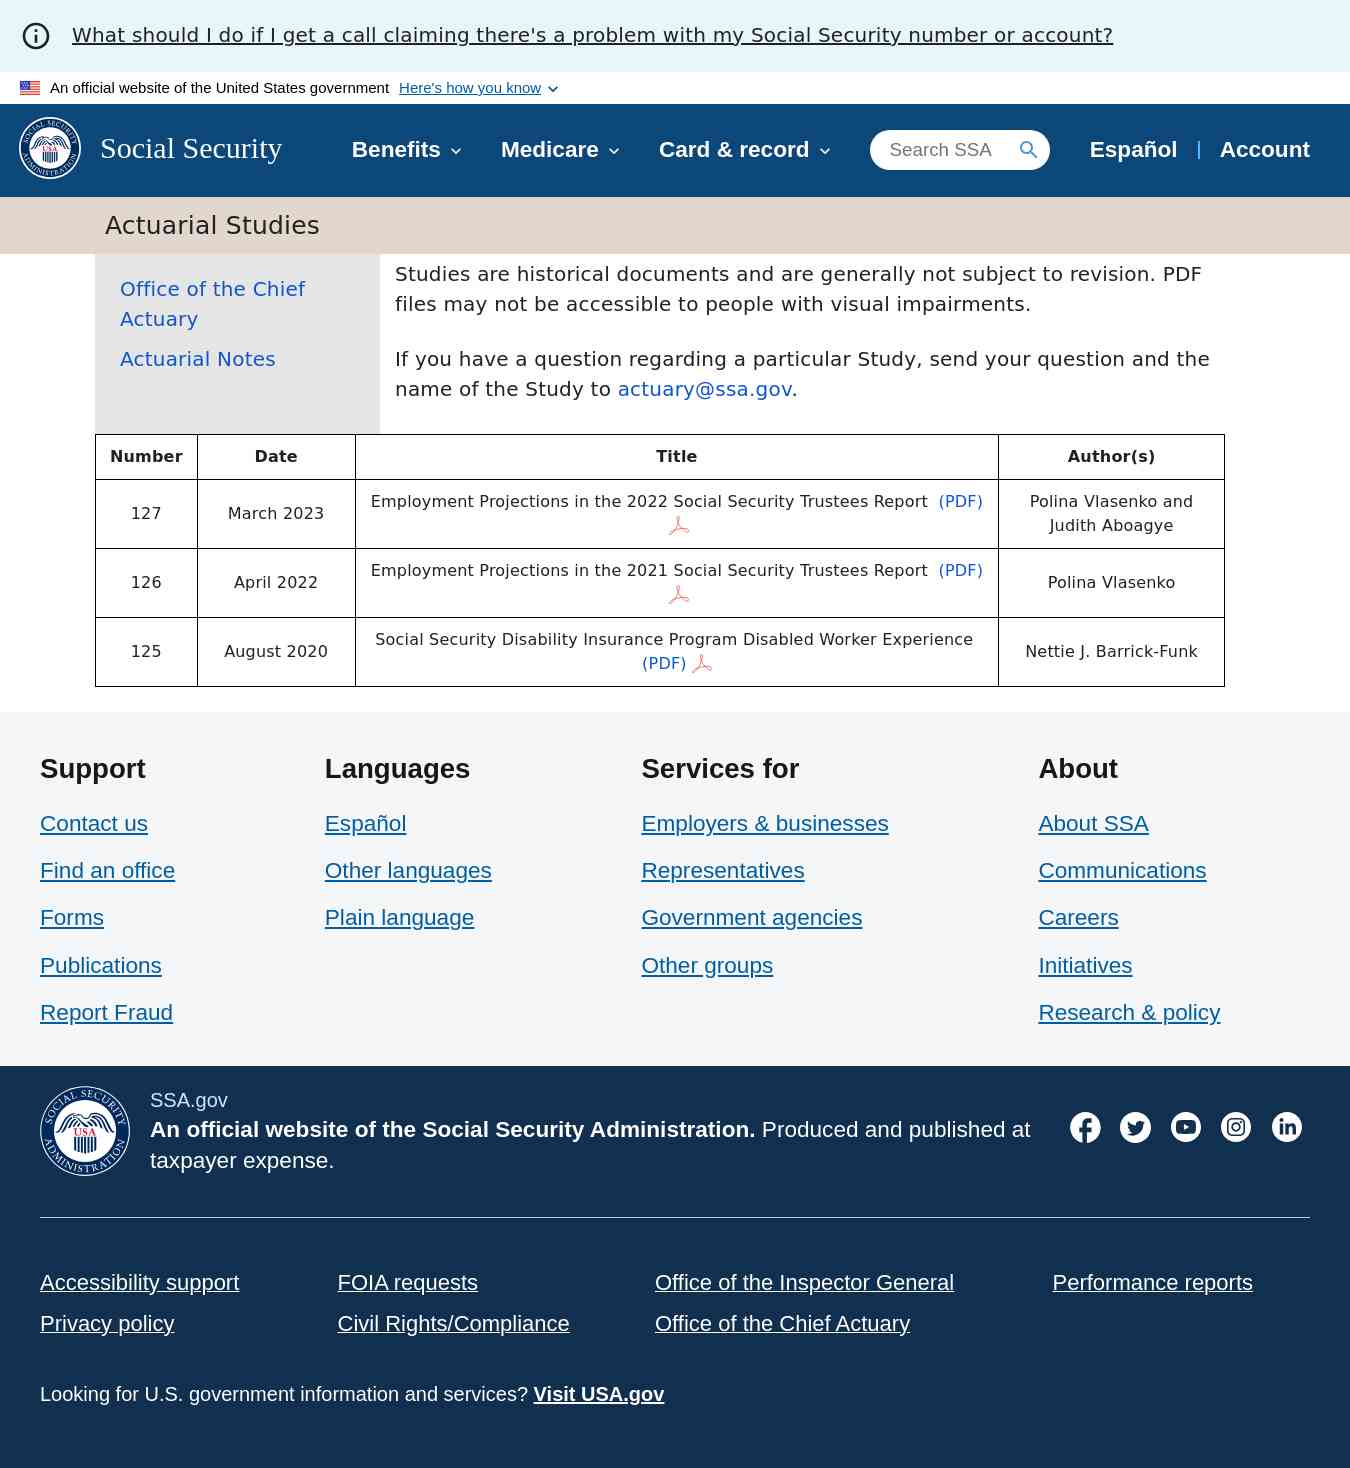 What should I do if I get a call claiming there's a problem with my Social Security number or account?
An official website of the United States government Here's how you know
Social Security
Benefits
Medicare
Card & record
Search SSA
Español
Account
Actuarial Studies
Office of the Chief
Actuary
Actuarial Notes
Studies are historical documents and are generally not subject to revision. PDF
files may not be accessible to people with visual impairments.
If you have a question regarding a particular Study, send your question and the
name of the Study to actuary@ssa.gov.
Number Date Title Author(s)
127 March 2023 Employment Projections in the 2022 Social Security Trustees Report (PDF) Polina Vlasenko and
Judith Aboagye
126 April 2022 Employment Projections in the 2021 Social Security Trustees Report (PDF) Polina Vlasenko
125 August 2020 Social Security Disability Insurance Program Disabled Worker Experience
(PDF) Nettie J. Barrick-Funk
Support
Contact us
Find an office
Forms
Publications
Report Fraud
Languages
Español
Other languages
Plain language
Services for
Employers & businesses
Representatives
Government agencies
Other groups
About
About SSA
Communications
Careers
Initiatives
Research & policy
SOCIAL SECURITY
USA
ADMINISTRATION
SSA.gov
An official website of the Social Security Administration. Produced and published at
taxpayer expense.
Accessibility support
FOIA requests
Office of the Inspector General
Performance reports
Privacy policy
Civil Rights/Compliance
Office of the Chief Actuary
Looking for U.S. government information and services? Visit USA.gov